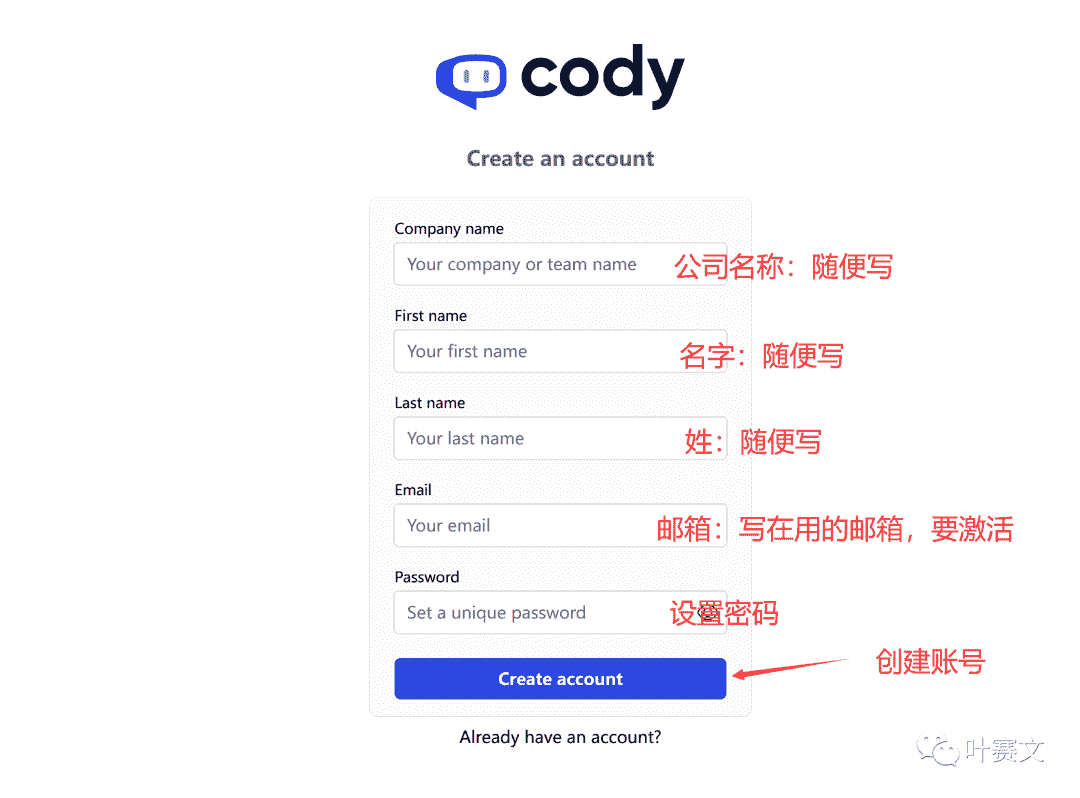 cody
Create an account
Company name
Your company or team name
公司名称：随便写
First name
Your first name
名字：随便写
Last name
Your last name
姓：随便写
Email
Your email
邮箱：写在用的邮箱，要激活
Password
Set a unique password
设置密码
Create account
创建账号
Already have an account?
叶赛文